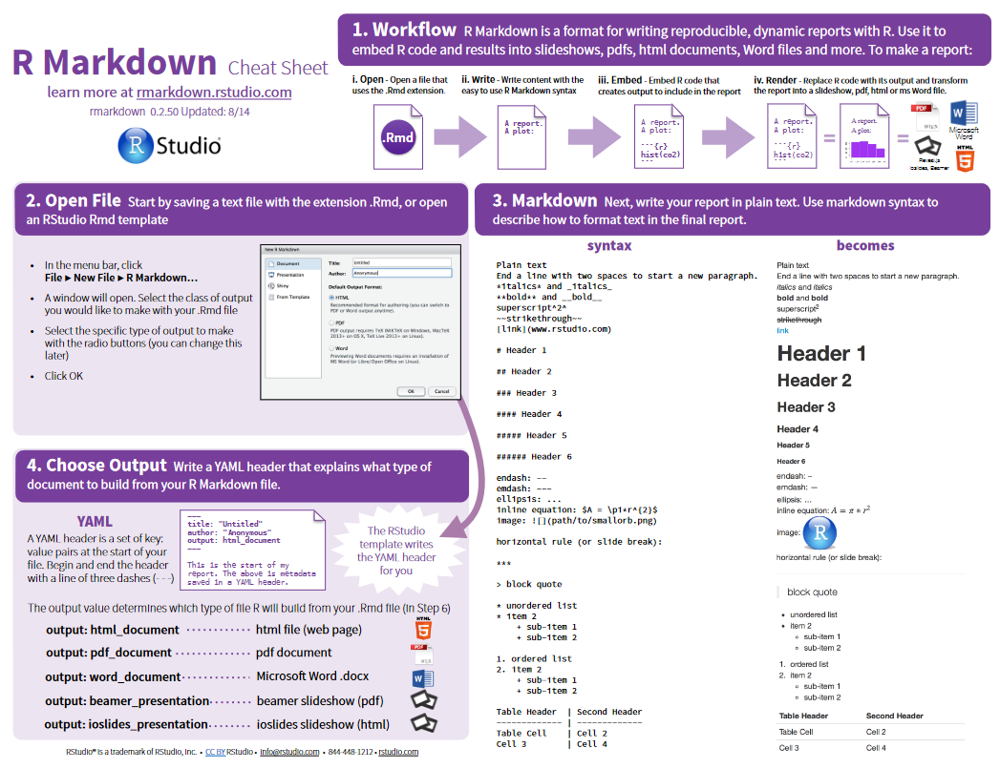 R Markdown Cheat Sheet
learn more at rmarkdown.rstudio.com
rmarkdown 0.2.50 Updated: 8/14
R Studio
1. Workflow R Markdown is a format for writing reproducible, dynamic reports with R. Use it to
embed R code and results into slideshows, pdfs, html documents, Word files and more. To make a report:
i. Open - Open a file that
uses the .Rmd extension.
ii. Write - Write content with the
easy to use R Markdown syntax
iii. Embed - Embed R code that
creates output to include in the report
iv. Render - Replace R code with its output and transform
the report into a slideshow, pdf, html or ms Word file.
.Rmd
A report.
A plot:
A report.
A plot:
```{r}
hist(co2)
```
A report.
A plot:
```{r}
hist(co2)
```
=
A report.
A plot:
=
PDF
LATEX
W
Microsoft
Word
Reveal.js
ioslides, Beamer
HTML
5
2. Open File Start by saving a text file with the extension .Rmd, or open
an RStudio Rmd template
• In the menu bar, click
File ▸ New File ▸ R Markdown...
• A window will open. Select the class of output
you would like to make with your .Rmd file
• Select the specific type of output to make
with the radio buttons (you can change this
later)
• Click OK
New R Markdown
Document
Presentation
Shiny
From Template
Title: Untitled
Author: Anonymous
Default Output Format:
HTML
Recommended format for authoring (you can switch to
PDF or Word output anytime).
PDF
PDF output requires TeX (MiKTeX on Windows, MacTeX
2013+ on OS X, TeX Live 2013+ on Linux).
Word
Previewing Word documents requires an installation of
MS Word (or Libre/Open Office on Linux).
OK Cancel
3. Markdown Next, write your report in plain text. Use markdown syntax to
describe how to format text in the final report.
syntax
Plain text
End a line with two spaces to start a new paragraph.
*italics* and _italics_
**bold** and __bold__
superscript^2^
~~strikethrough~~
[link](www.rstudio.com)
# Header 1
## Header 2
### Header 3
#### Header 4
##### Header 5
###### Header 6
endash: --
emdash: ---
ellipsis: ...
inline equation: $A = \pi*r^{2}$
image: ![](path/to/smallorb.png)
horizontal rule (or slide break):
***
> block quote
* unordered list
* item 2
+ sub-item 1
+ sub-item 2
1. ordered list
2. item 2
+ sub-item 1
+ sub-item 2
Table Header | Second Header
------------- | -------------
Table Cell | Cell 2
Cell 3 | Cell 4
becomes
Plain text
End a line with two spaces to start a new paragraph.
italics and italics
bold and bold
superscript²
strikethrough
link
Header 1
Header 2
Header 3
Header 4
Header 5
Header 6
endash: –
emdash: —
ellipsis: …
inline equation: A = π * r²
image: R
horizontal rule (or slide break):
block quote
• unordered list
• item 2
◦ sub-item 1
◦ sub-item 2
1. ordered list
2. item 2
◦ sub-item 1
◦ sub-item 2
Table Header Second Header
Table Cell Cell 2
Cell 3 Cell 4
4. Choose Output Write a YAML header that explains what type of
document to build from your R Markdown file.
YAML
A YAML header is a set of key:
value pairs at the start of your
file. Begin and end the header
with a line of three dashes (- - -)
---
title: "Untitled"
author: "Anonymous"
output: html_document
---
This is the start of my
report. The above is metadata
saved in a YAML header.
The RStudio
template writes
the YAML header
for you
The output value determines which type of file R will build from your .Rmd file (in Step 6)
output: html_document ............ html file (web page)
output: pdf_document ............. pdf document
output: word_document ............ Microsoft Word .docx
output: beamer_presentation ....... beamer slideshow (pdf)
output: ioslides_presentation ....... ioslides slideshow (html)
HTML
5
PDF
LATEX
W
RStudio® is a trademark of RStudio, Inc. • CC BY RStudio • info@rstudio.com • 844-448-1212 • rstudio.com